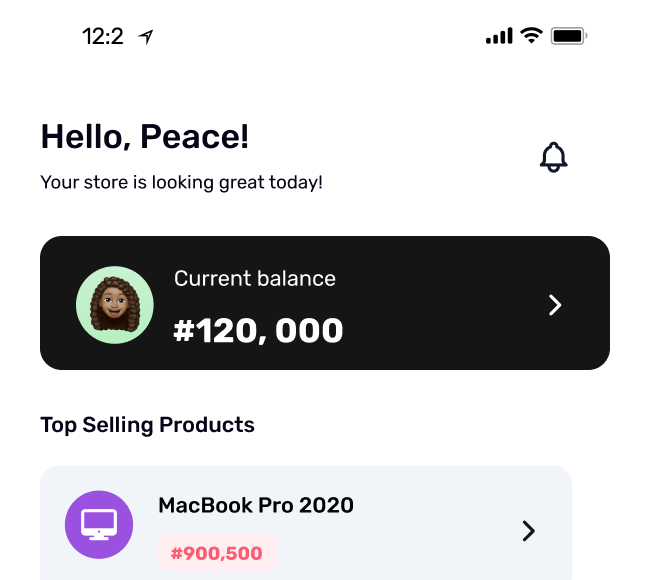 12:2
Hello, Peace!
Your store is looking great today!
Current balance
#120, 000
Top Selling Products
MacBook Pro 2020
#900,500